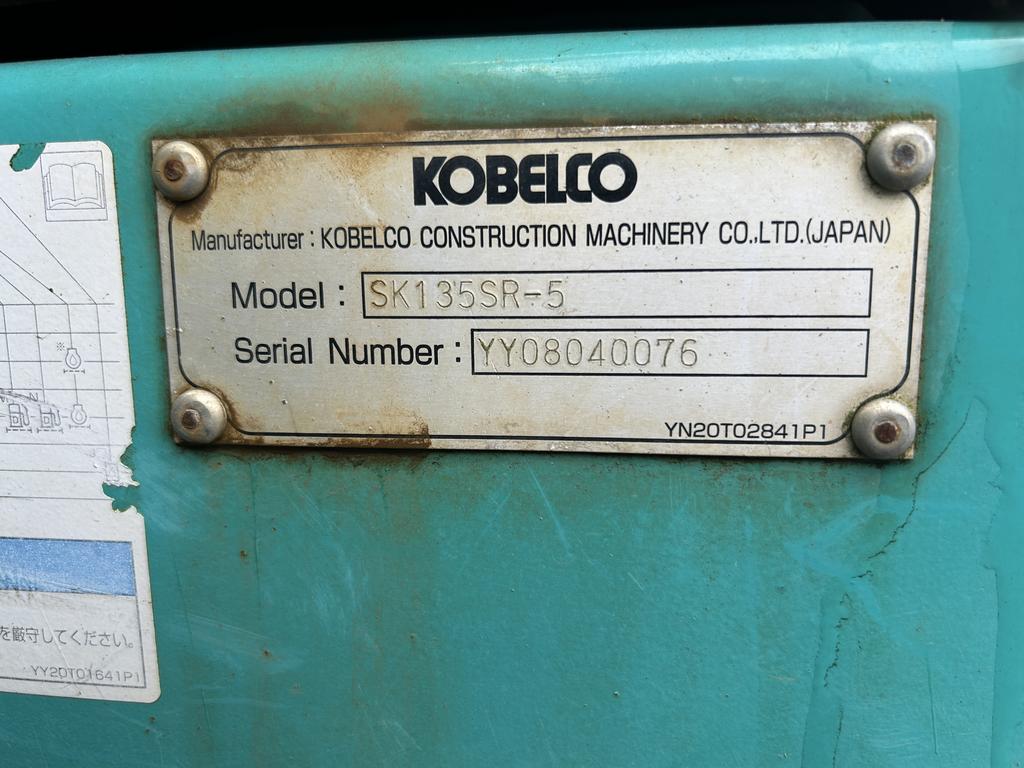 KOBELCO
Manufacturer : KOBELCO CONSTRUCTION MACHINERY CO.,LTD.(JAPAN)
Model : SK135SR-5
Serial Number : YY08040076
YN20T02841P1
を厳守してください。
YY20T01641P1